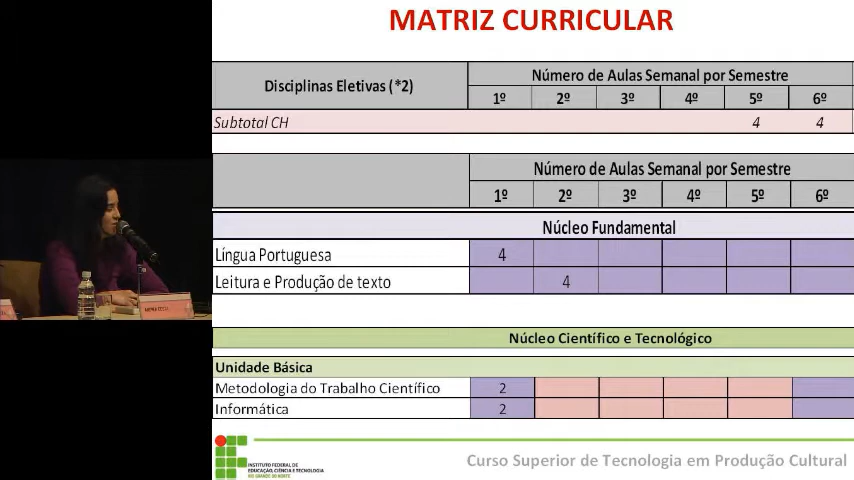 MATRIZ CURRICULAR
Disciplinas Eletivas (*2)
Número de Aulas Semanal por Semestre
1º 2º 3º 4º 5º 6º
Subtotal CH 4 4
Número de Aulas Semanal por Semestre
1º 2º 3º 4º 5º 6º
Núcleo Fundamental
Língua Portuguesa 4
Leitura e Produção de texto 4
Núcleo Científico e Tecnológico
Unidade Básica
Metodologia do Trabalho Científico 2
Informática 2
INSTITUTO FEDERAL DE
EDUCAÇÃO, CIÊNCIA E TECNOLOGIA
RIO GRANDE DO NORTE
Curso Superior de Tecnologia em Produção Cultural